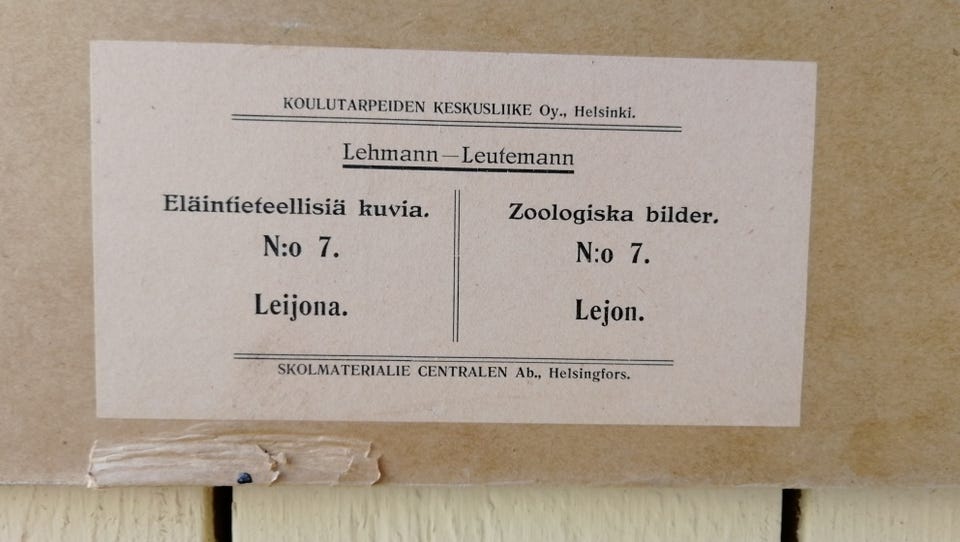 KOULUTARPEIDEN KESKUSLIIKE Oy., Helsinki.
Lehmann—Leutemann
Eläintieteellisiä kuvia.
N:o 7.
Leijona.
Zoologiska bilder.
N:o 7.
Lejon.
SKOLMATERIALIE CENTRALEN Ab., Helsingfors.